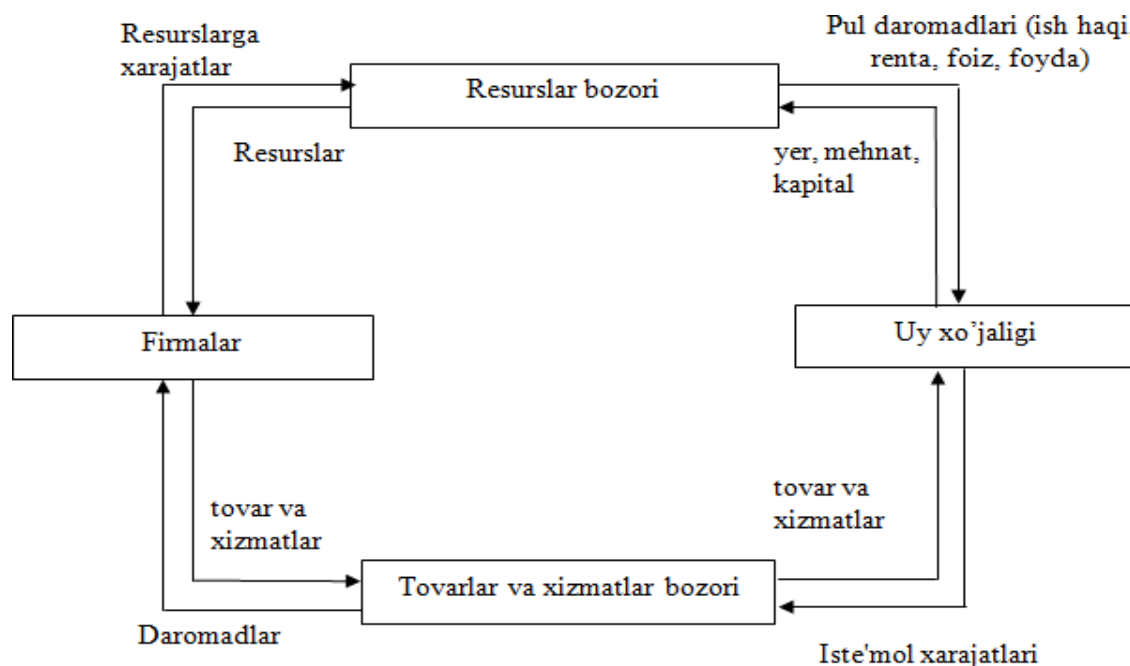 Resurslarga
xarajatlar
Pul daromadlari (ish haqi
renta, foiz, foyda)
Resurslar bozori
Resurslar
yer, mehnat,
kapital
Firmalar
Uy xo’jaligi
tovar va
xizmatlar
tovar va
xizmatlar
Tovarlar va xizmatlar bozori
Daromadlar
Iste'mol xarajatlari